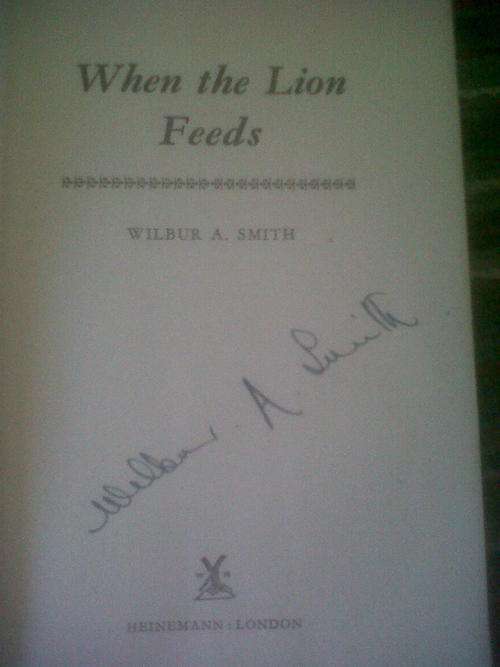 When the Lion
Feeds
WILBUR A. SMITH
Wilbur. A. Smith
HEINEMANN : LONDON